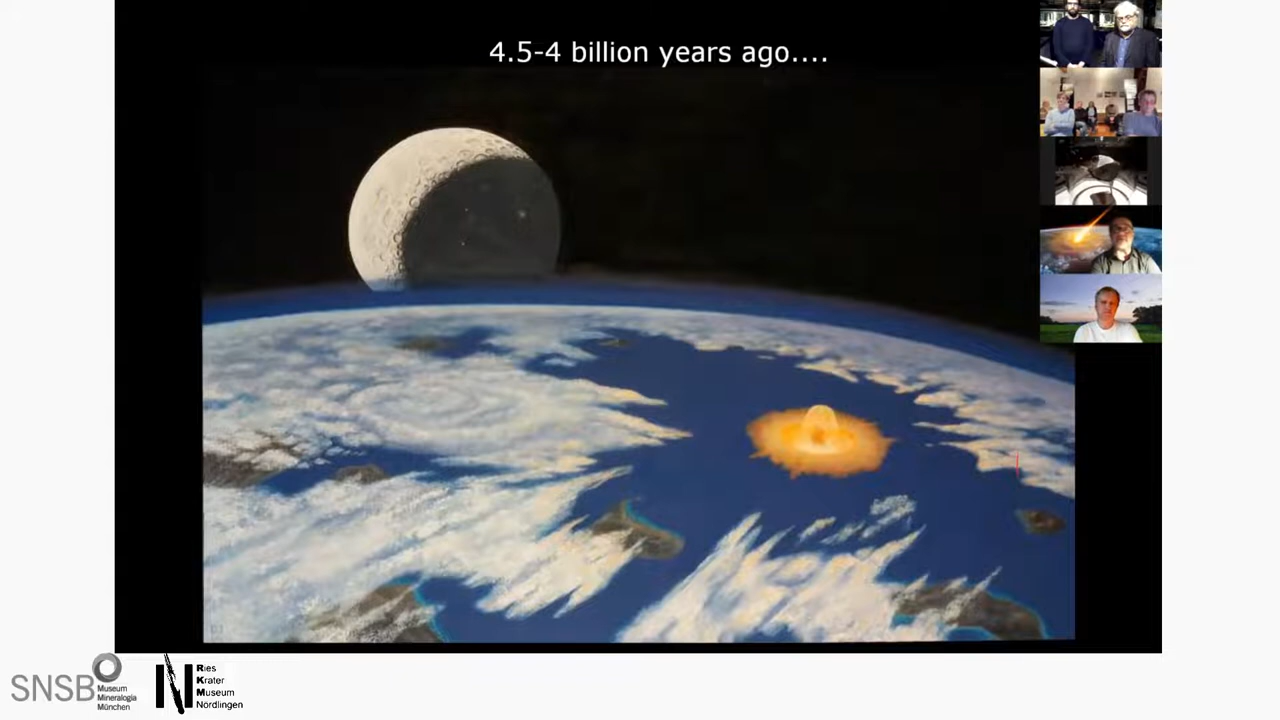 4.5-4 billion years ago....
SNSB
Museum
Mineralogia
München
Ries
Krater
Museum
Nördlingen